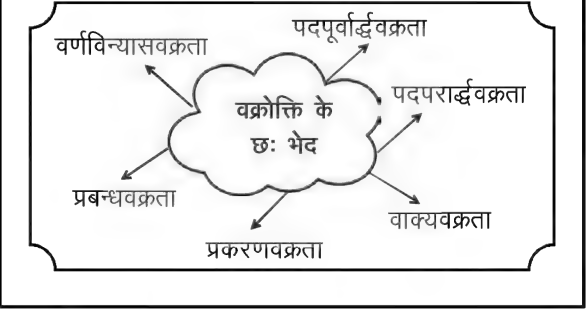 पदपूर्वार्द्धवक्रता
वर्णविन्यासवक्रता
पदपरार्द्धवक्रता
वक्रोक्ति के
छः भेद
प्रबन्धवक्रता
वाक्यवक्रता
प्रकरणवक्रता